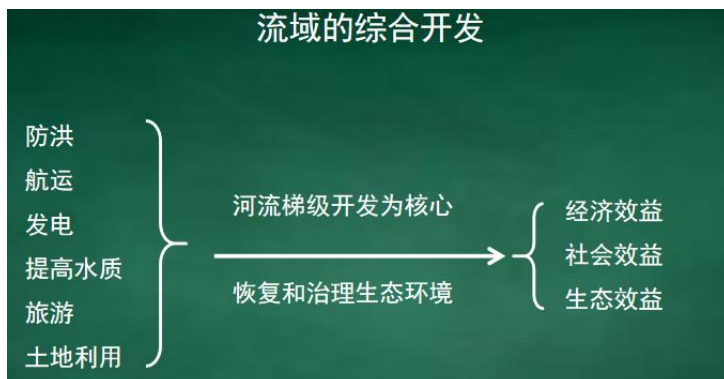 流域的综合开发
防洪
航运
发电
提高水质
旅游
土地利用
河流梯级开发为核心
恢复和治理生态环境
经济效益
社会效益
生态效益